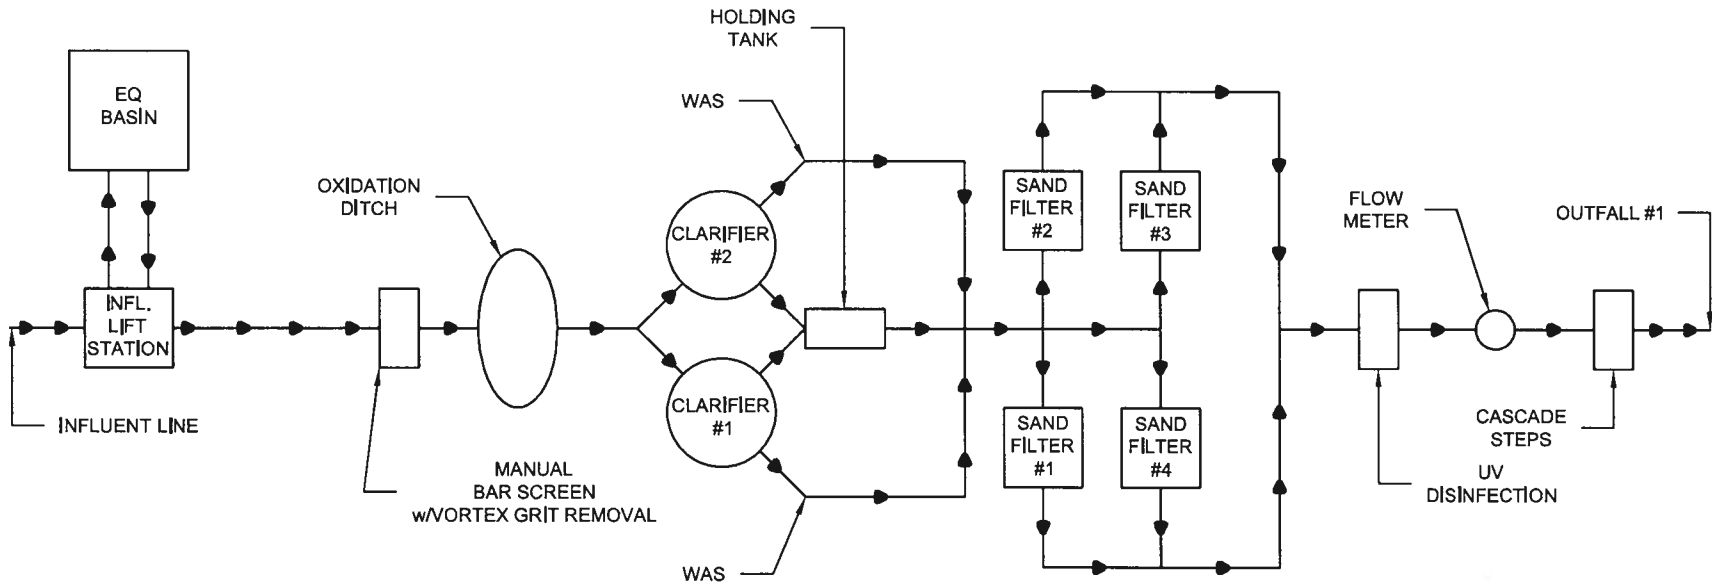 HOLDING
TANK
EQ
BASIN
WAS
OXIDATION
DITCH
SAND
FILTER
#2
SAND
FILTER
#3
FLOW
METER
OUTFALL #1
CLARIFIER
#2
INFL.
LIFT
STATION
CLARIFIER
#1
INFLUENT LINE
SAND
FILTER
#1
SAND
FILTER
#4
CASCADE
STEPS
MANUAL
BAR SCREEN
w/VORTEX GRIT REMOVAL
UV
DISINFECTION
WAS